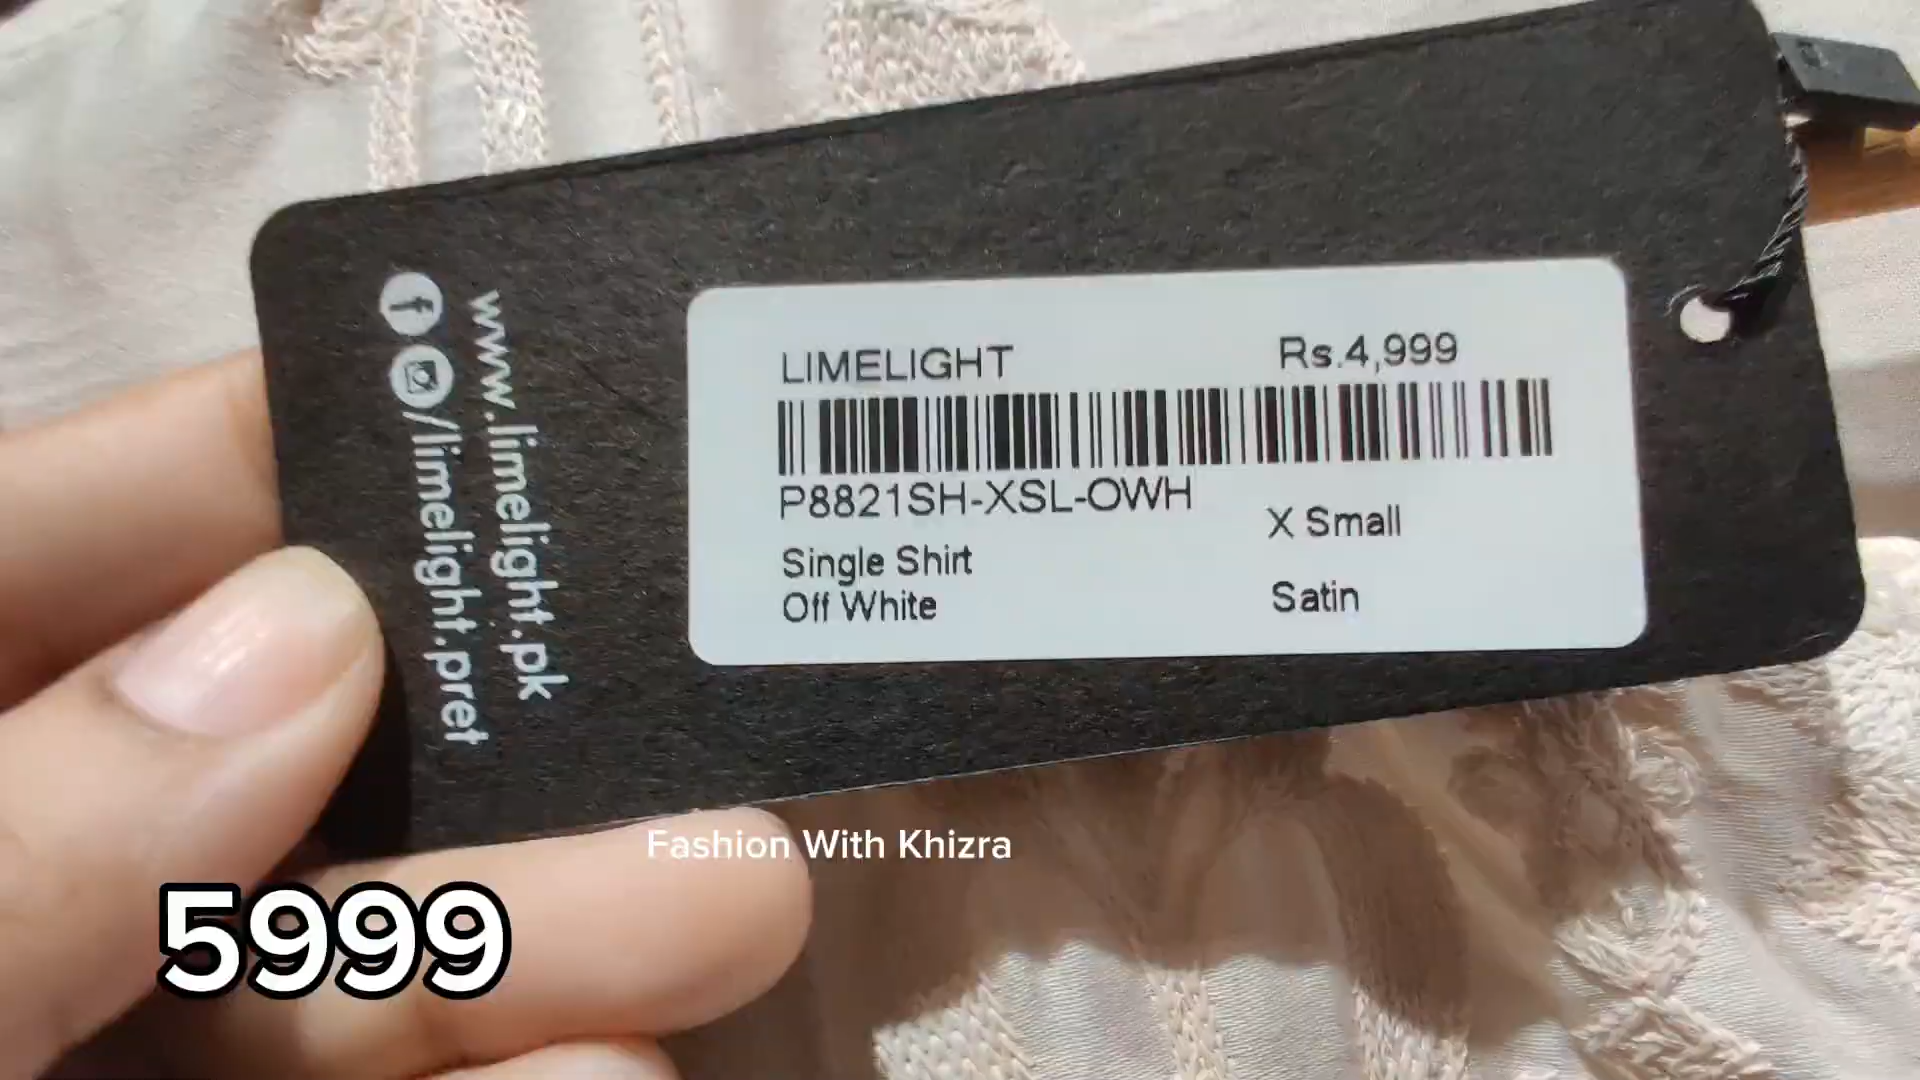 LIMELIGHT Rs.4,999
P8821SH-XSL-OWH
X Small
Single Shirt
Off White
Satin
www.limelight.pk
/limelight.pret
Fashion With Khizra
5999